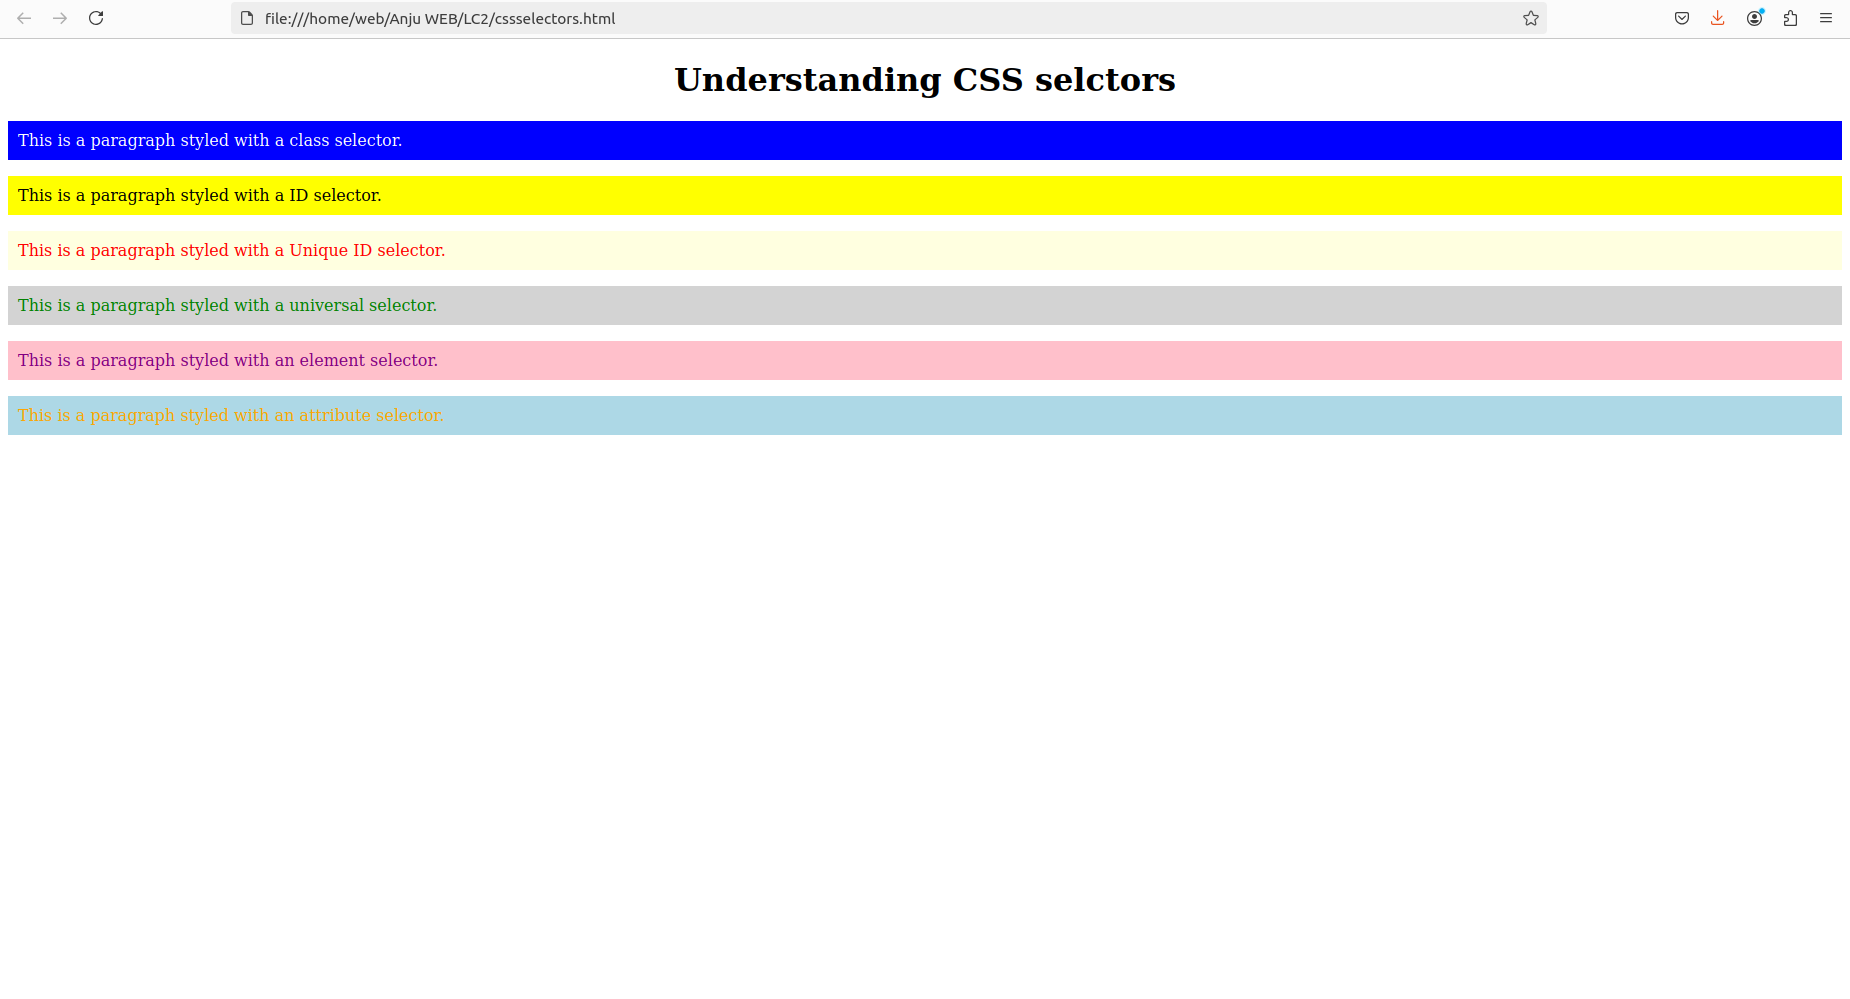 file:///home/web/Anju WEB/LC2/cssselectors.html
Understanding CSS selctors
This is a paragraph styled with a class selector.
This is a paragraph styled with a ID selector.
This is a paragraph styled with a Unique ID selector.
This is a paragraph styled with a universal selector.
This is a paragraph styled with an element selector.
This is a paragraph styled with an attribute selector.